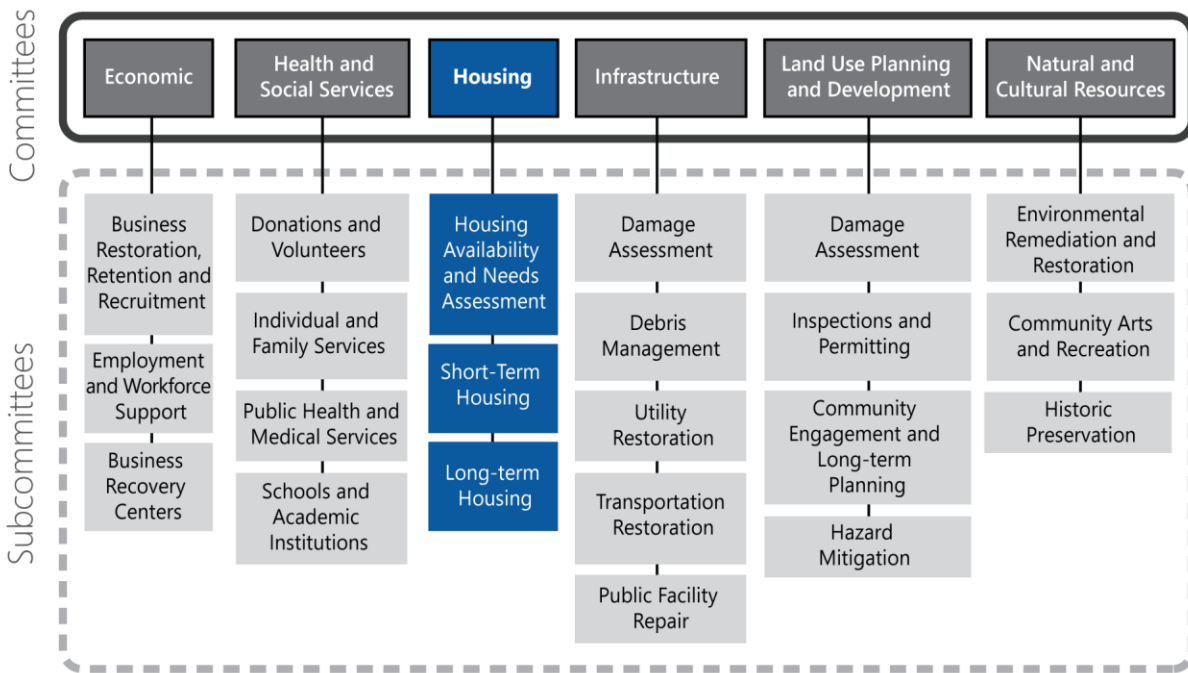 Committees
Economic
Health and
Social Services
Housing
Infrastructure
Land Use Planning
and Development
Natural and
Cultural Resources
Subcommittees
Business
Restoration,
Retention and
Recruitment
Employment
and Workforce
Support
Business
Recovery
Centers
Donations and
Volunteers
Individual and
Family Services
Public Health and
Medical Services
Schools and
Academic
Institutions
Housing
Availability
and Needs
Assessment
Short-Term
Housing
Long-term
Housing
Damage
Assessment
Debris
Management
Utility
Restoration
Transportation
Restoration
Public Facility
Repair
Damage
Assessment
Inspections and
Permitting
Community
Engagement and
Long-term
Planning
Hazard
Mitigation
Environmental
Remediation and
Restoration
Community Arts
and Recreation
Historic
Preservation